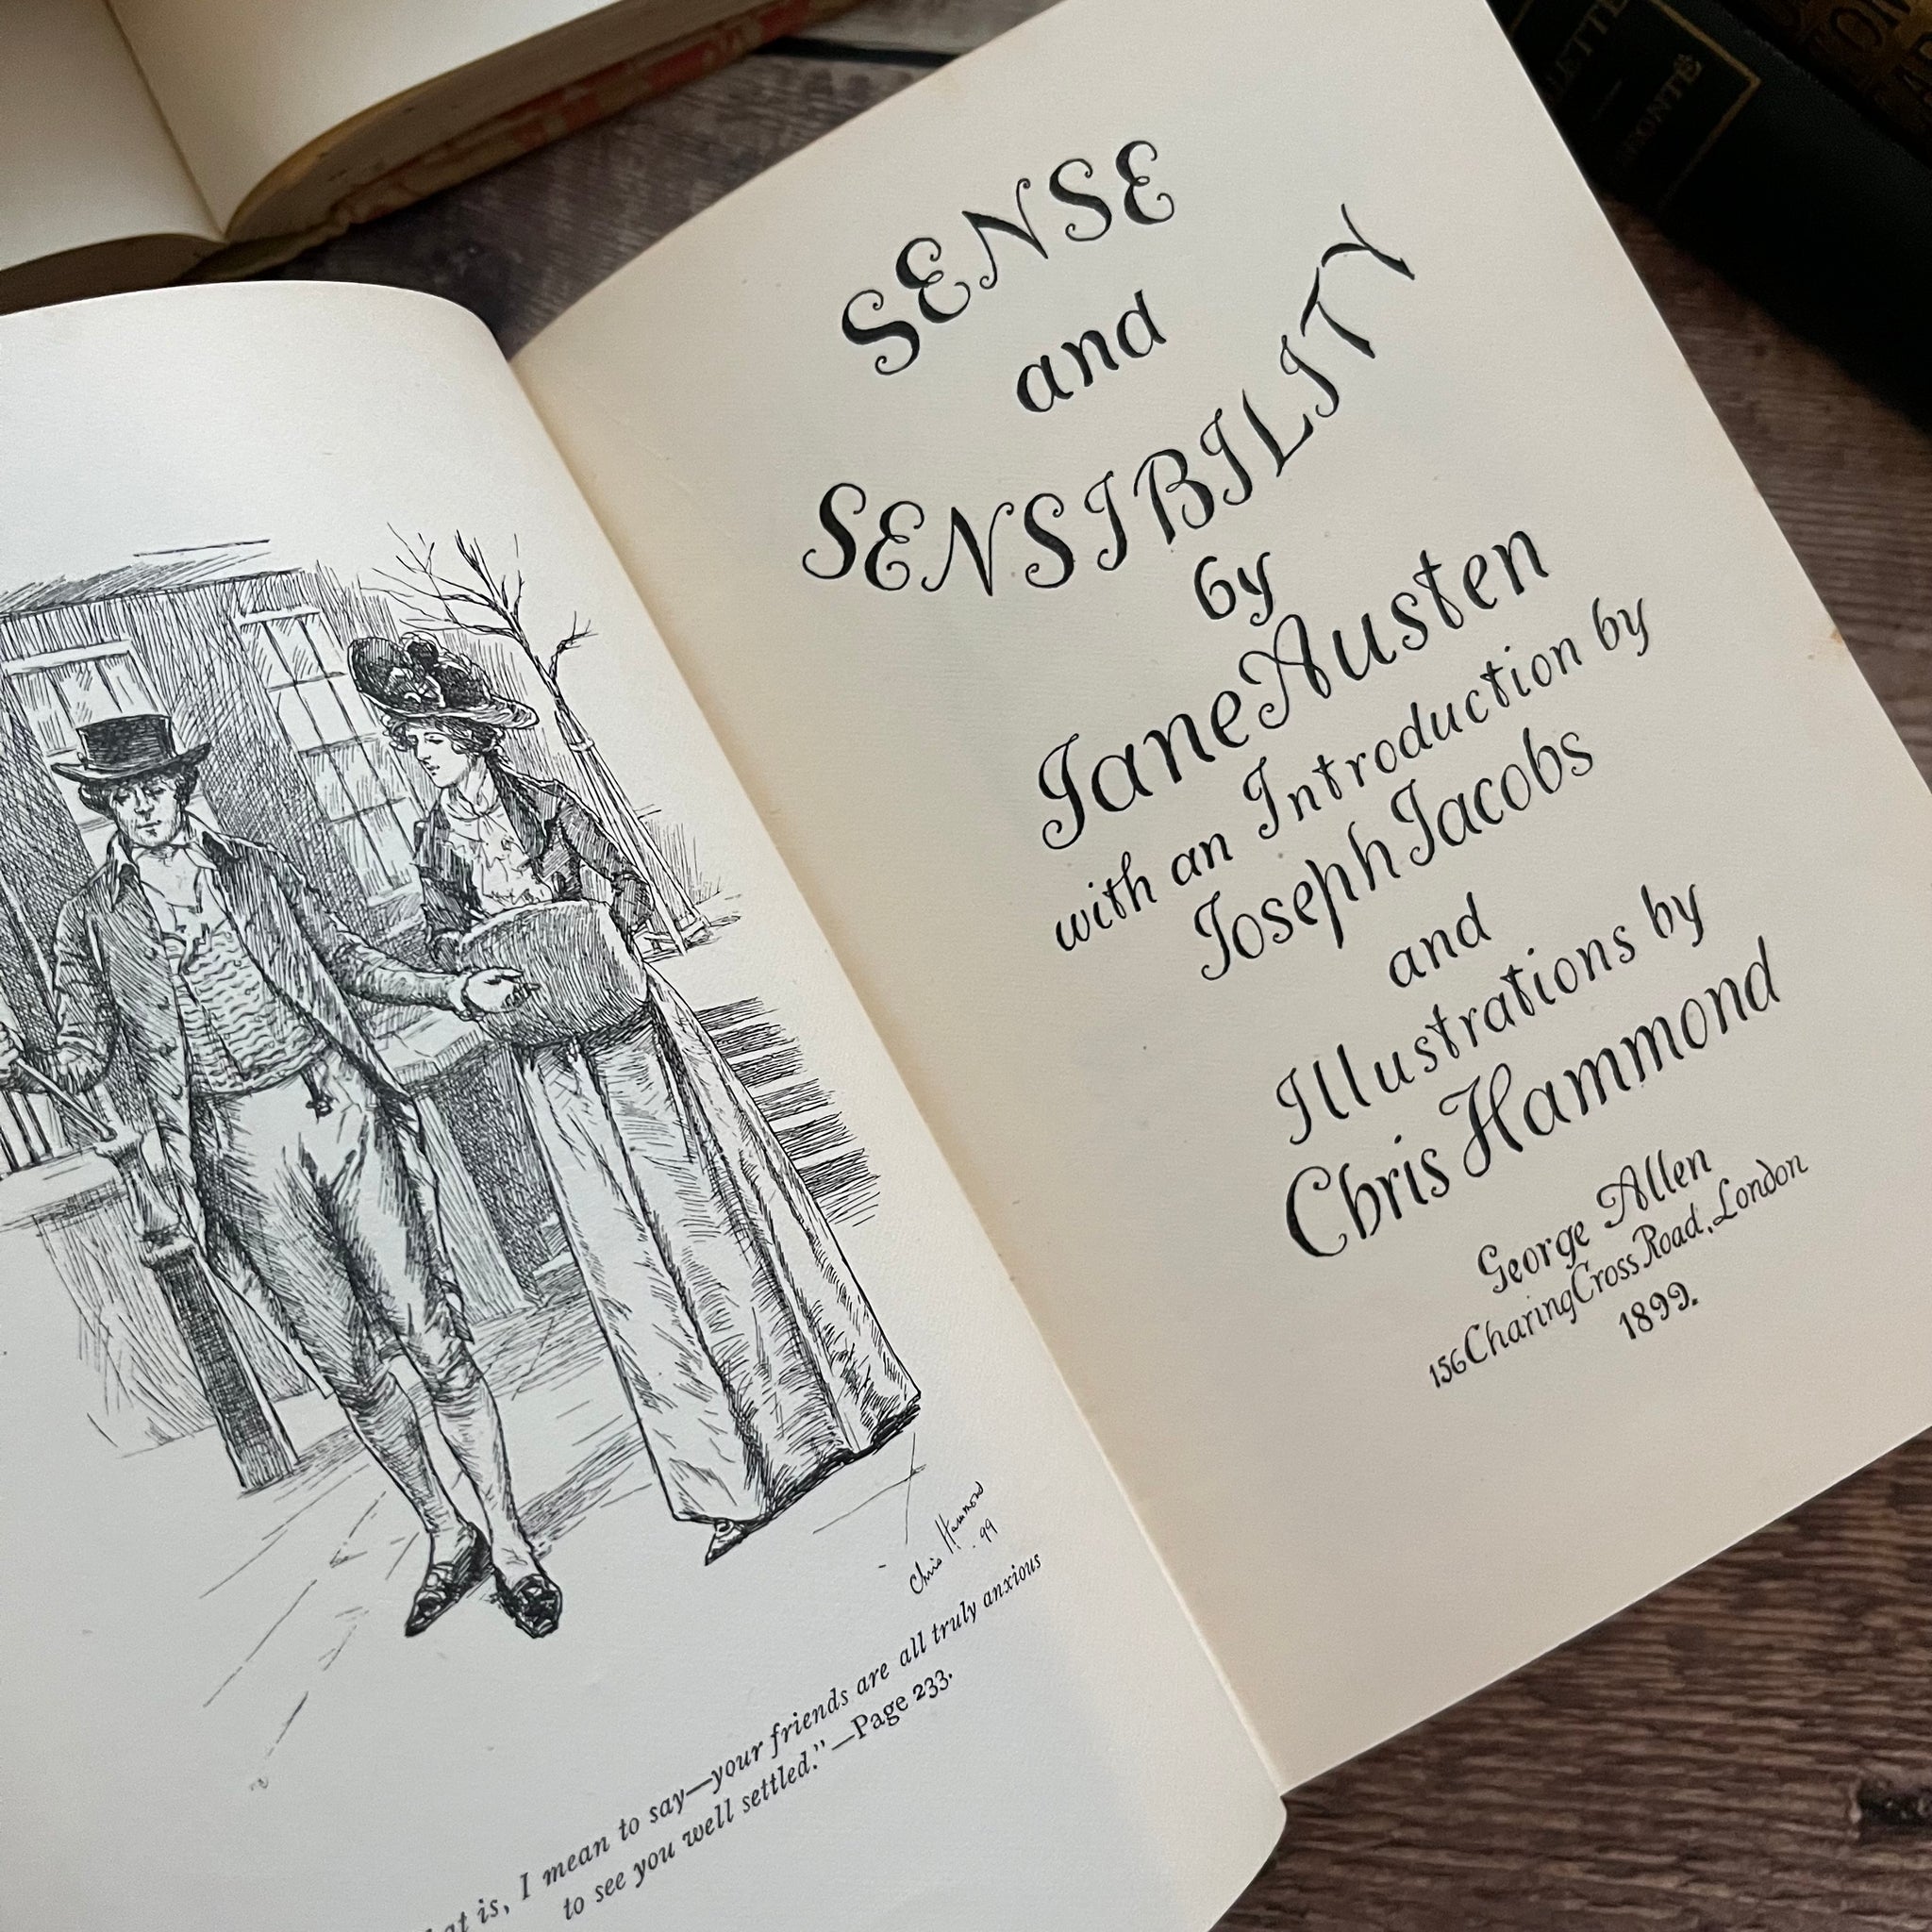 Chris Hammond
. 99
is, I mean to say—your friends are all truly anxious
to see you well settled."—Page 233.
SENSE
and
SENSIBILITY
by
Jane Austen
with an Introduction by
Joseph Jacobs
and
Illustrations by
Chris Hammond
George Allen
156 Charing Cross Road, London
1899.
BRONTË